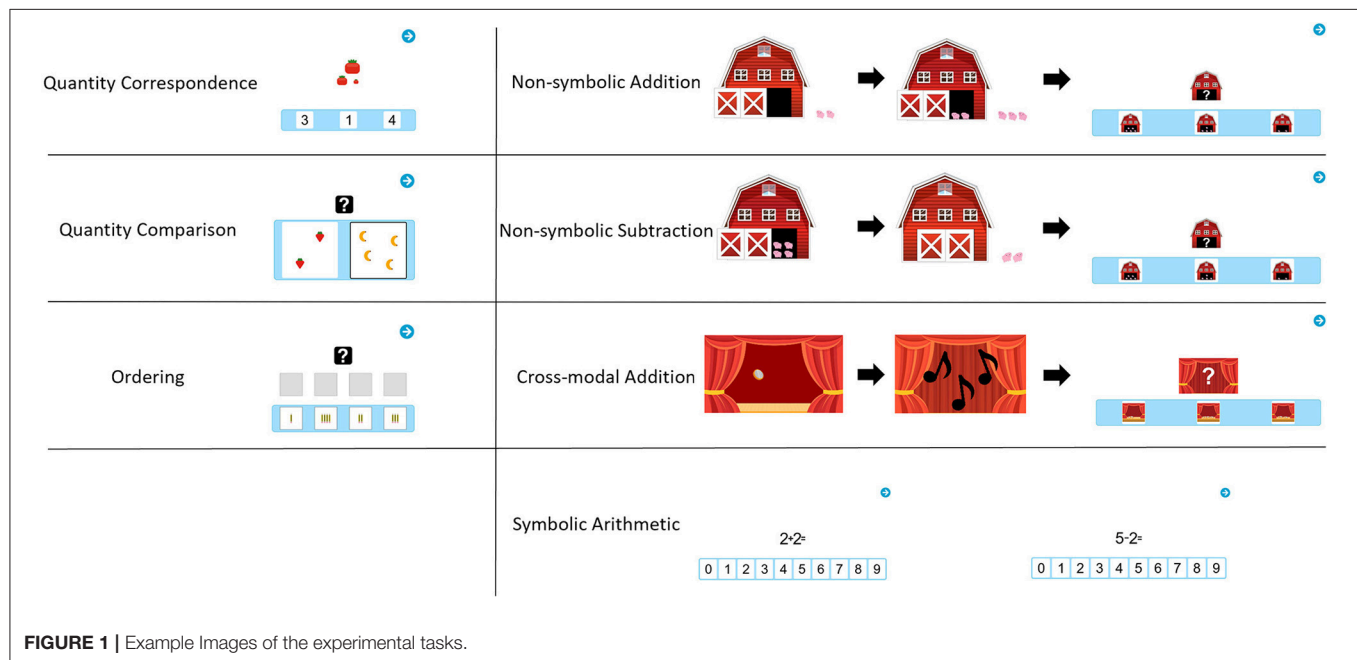 Quantity Correspondence
3 1 4
Non-symbolic Addition
?
Quantity Comparison
?
Non-symbolic Subtraction
?
Ordering
?
Cross-modal Addition
?
Symbolic Arithmetic
2+2=
0 1 2 3 4 5 6 7 8 9
5-2=
0 1 2 3 4 5 6 7 8 9
FIGURE 1 | Example Images of the experimental tasks.